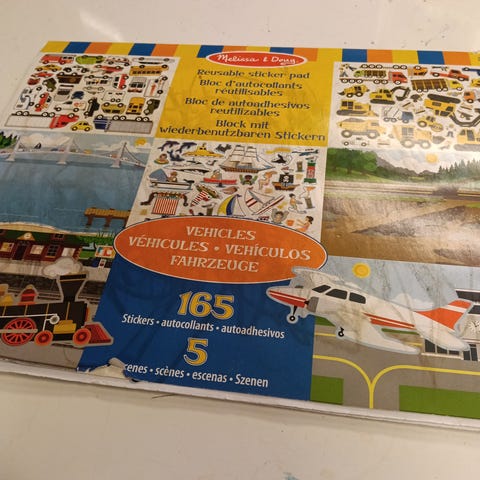 Melissa & Doug
Reusable sticker pad
Bloc d'autocollants
réutilisables
Bloc de autoadhesivos
reutilizables
Block mit
wiederbenutzbaren Stickern
VEHICLES
VÉHICULES • VEHÍCULOS
FAHRZEUGE
165
Stickers • autocollants • autoadhesivos
5
cenes • scènes • escenas • Szenen